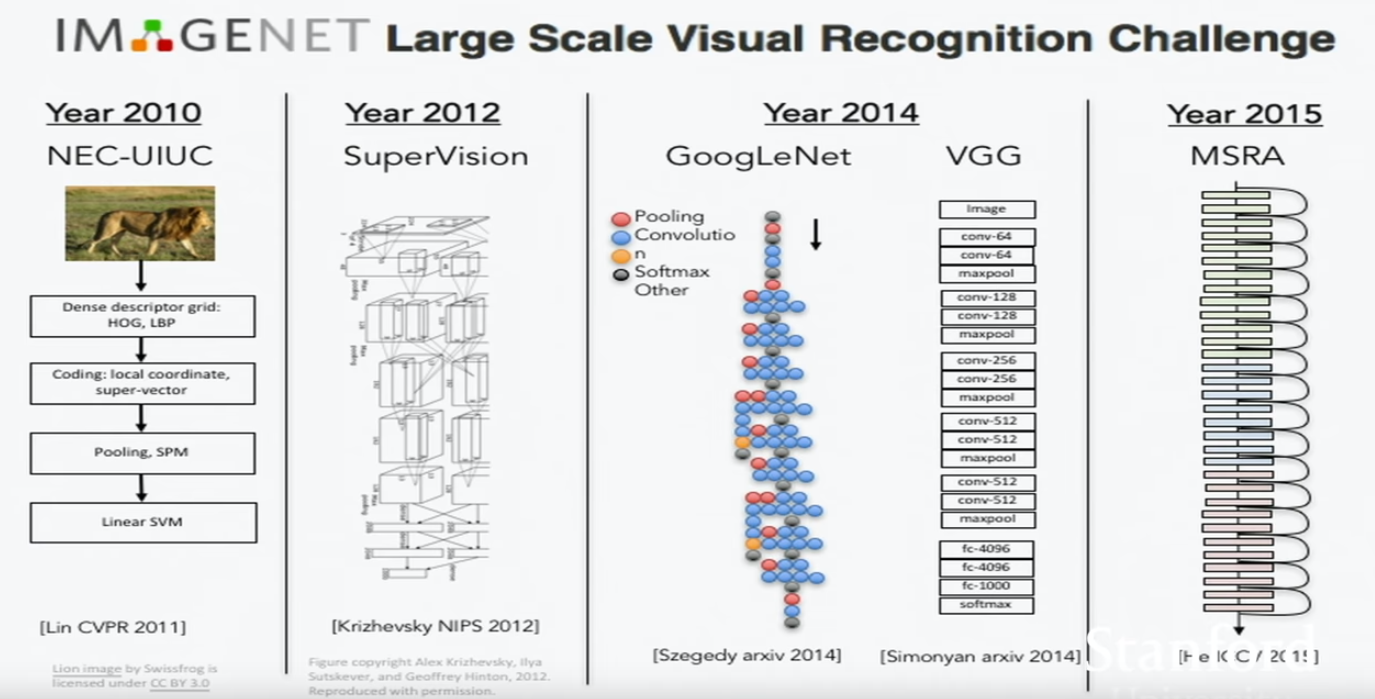 IMAGENET Large Scale Visual Recognition Challenge
Year 2010
NEC-UIUC
Dense descriptor grid:
HOG, LBP
Coding: local coordinate,
super-vector
Pooling, SPM
Linear SVM
[Lin CVPR 2011]
Lion image by Swissfrog is
licensed under CC BY 3.0
Year 2012
SuperVision
[Krizhevsky NIPS 2012]
Figure copyright Alex Krizhevsky, Ilya
Sutskever, and Geoffrey Hinton, 2012.
Reproduced with permission.
Year 2014
GoogLeNet
Pooling
Convolutio
n
Softmax
Other
[Szegedy arxiv 2014]
VGG
Image
conv-64
conv-64
maxpool
conv-128
conv-128
maxpool
conv-256
conv-256
maxpool
conv-512
conv-512
maxpool
conv-512
conv-512
maxpool
fc-4096
fc-4096
fc-1000
softmax
[Simonyan arxiv 2014]
Year 2015
MSRA
Stanford